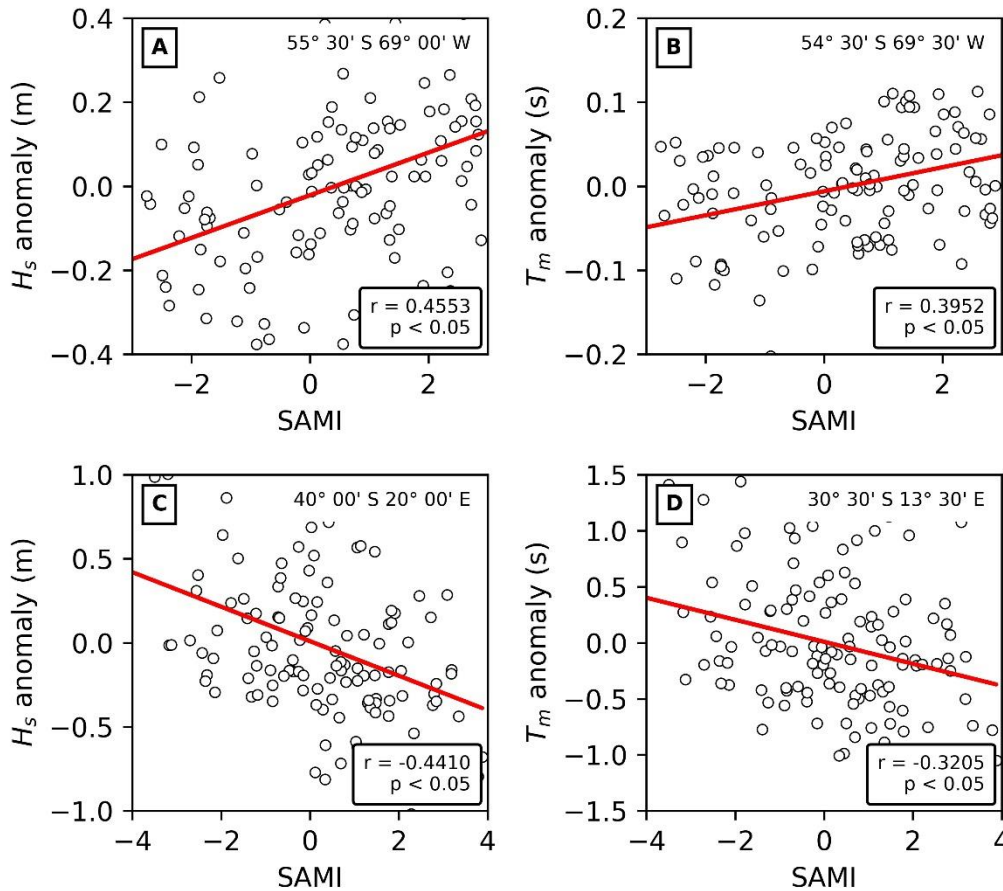 A
55° 30' S 69° 00' W
0.4
0.2
0.0
−0.2
−0.4
H_s anomaly (m)
r = 0.4553
p < 0.05
−2
0
2
SAMI
B
54° 30' S 69° 30' W
0.2
0.1
0.0
−0.1
−0.2
T_m anomaly (s)
r = 0.3952
p < 0.05
−2
0
2
SAMI
C
40° 00' S 20° 00' E
1.0
0.5
0.0
−0.5
−1.0
H_s anomaly (m)
r = -0.4410
p < 0.05
−4
−2
0
2
4
SAMI
D
30° 30' S 13° 30' E
1.5
1.0
0.5
0.0
−0.5
−1.0
−1.5
T_m anomaly (s)
r = -0.3205
p < 0.05
−4
−2
0
2
4
SAMI